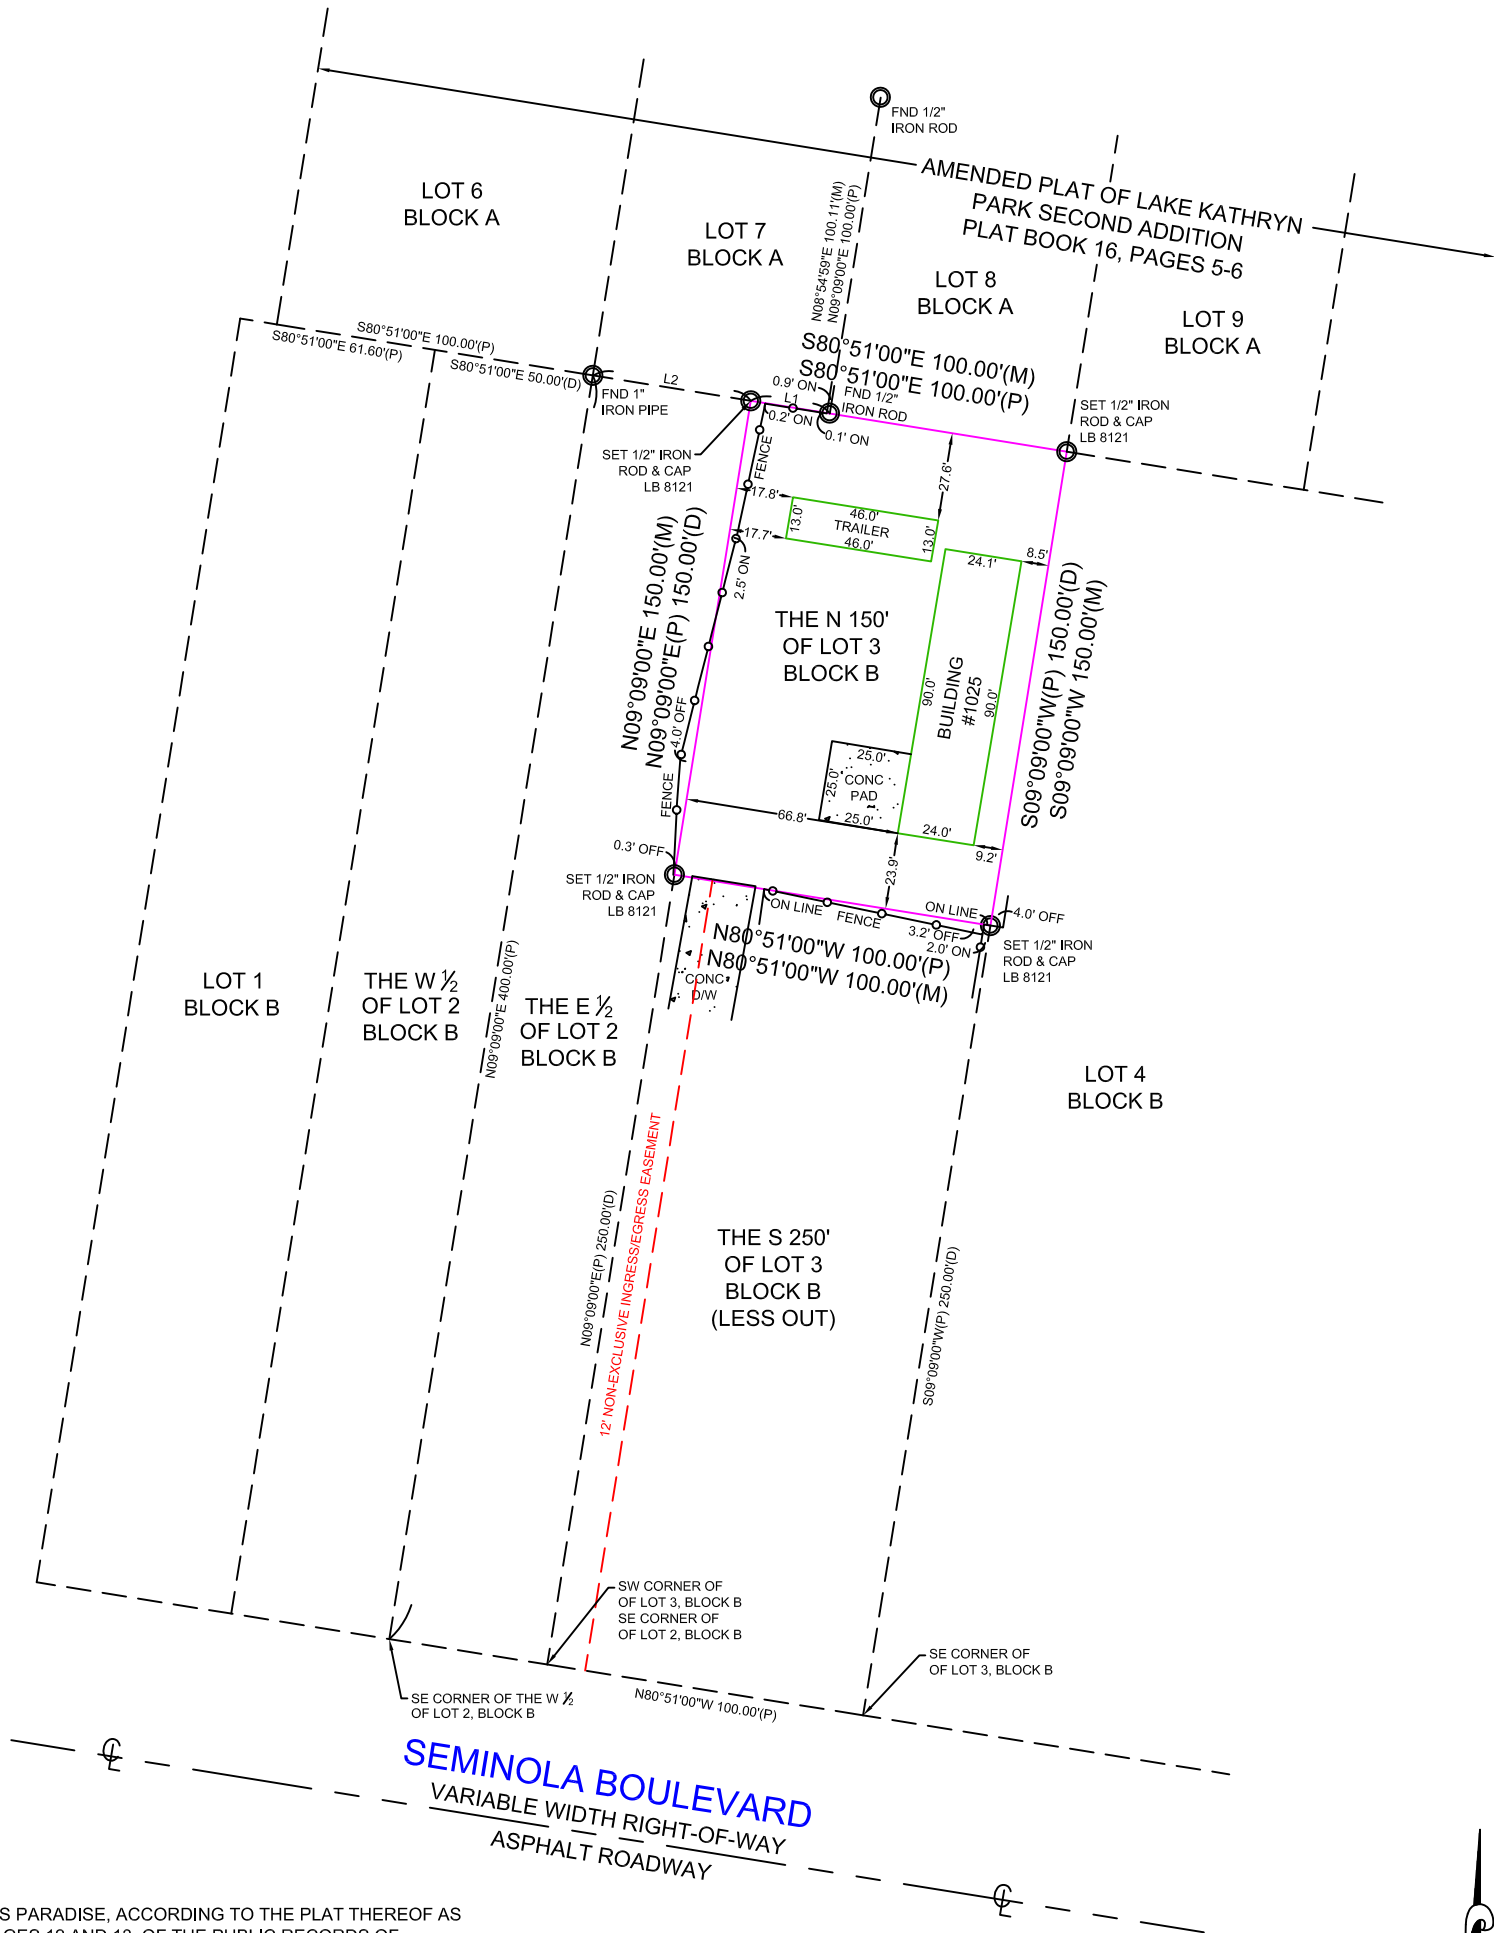 FND 1/2"
IRON ROD
AMENDED PLAT OF LAKE KATHRYN
PARK SECOND ADDITION
PLAT BOOK 16, PAGES 5-6
LOT 6
BLOCK A
LOT 7
BLOCK A
N08°54'59"E 100.11'(M)
N09°09'00"E 100.00'(P)
LOT 8
BLOCK A
LOT 9
BLOCK A
S80°51'00"E 100.00'(P)
S80°51'00"E 61.60'(P)
S80°51'00"E 50.00'(D)
FND 1"
IRON PIPE
L2
S80°51'00"E 100.00'(M)
S80°51'00"E 100.00'(P)
0.9' ON
L1
FND 1/2"
IRON ROD
0.2' ON
0.1' ON
SET 1/2" IRON
ROD & CAP
LB 8121
SET 1/2" IRON
ROD & CAP
LB 8121
FENCE
17.8'
27.6'
13.0'
46.0'
TRAILER
46.0'
13.0'
17.7'
2.5' ON
24.1'
8.5'
N09°09'00"E 150.00'(M)
N09°09'00"E(P) 150.00'(D)
THE N 150'
OF LOT 3
BLOCK B
S09°09'00"W(P) 150.00'(D)
S09°09'00"W 150.00'(M)
90.0'
BUILDING
#1025
90.0'
4.0' OFF
FENCE
25.0'
25.0'
CONC
PAD
25.0'
66.8'
24.0'
9.2'
23.9'
0.3' OFF
SET 1/2" IRON
ROD & CAP
LB 8121
ON LINE
FENCE
ON LINE
4.0' OFF
3.2' OFF
2.0' ON
SET 1/2" IRON
ROD & CAP
LB 8121
N80°51'00"W 100.00'(P)
N80°51'00"W 100.00'(M)
CONC
D/W
LOT 1
BLOCK B
THE W ½
OF LOT 2
BLOCK B
N09°09'00"E 400.00'(P)
THE E ½
OF LOT 2
BLOCK B
LOT 4
BLOCK B
N09°09'00"E(P) 250.00'(D)
12' NON-EXCLUSIVE INGRESS/EGRESS EASEMENT
THE S 250'
OF LOT 3
BLOCK B
(LESS OUT)
S09°09'00"W(P) 250.00'(D)
SW CORNER OF
OF LOT 3, BLOCK B
SE CORNER OF
OF LOT 2, BLOCK B
SE CORNER OF
OF LOT 3, BLOCK B
SE CORNER OF THE W ½
OF LOT 2, BLOCK B
N80°51'00"W 100.00'(P)
SEMINOLA BOULEVARD
VARIABLE WIDTH RIGHT-OF-WAY
ASPHALT ROADWAY
S PARADISE, ACCORDING TO THE PLAT THEREOF AS
OF THE PUBLIC RECORDS OF